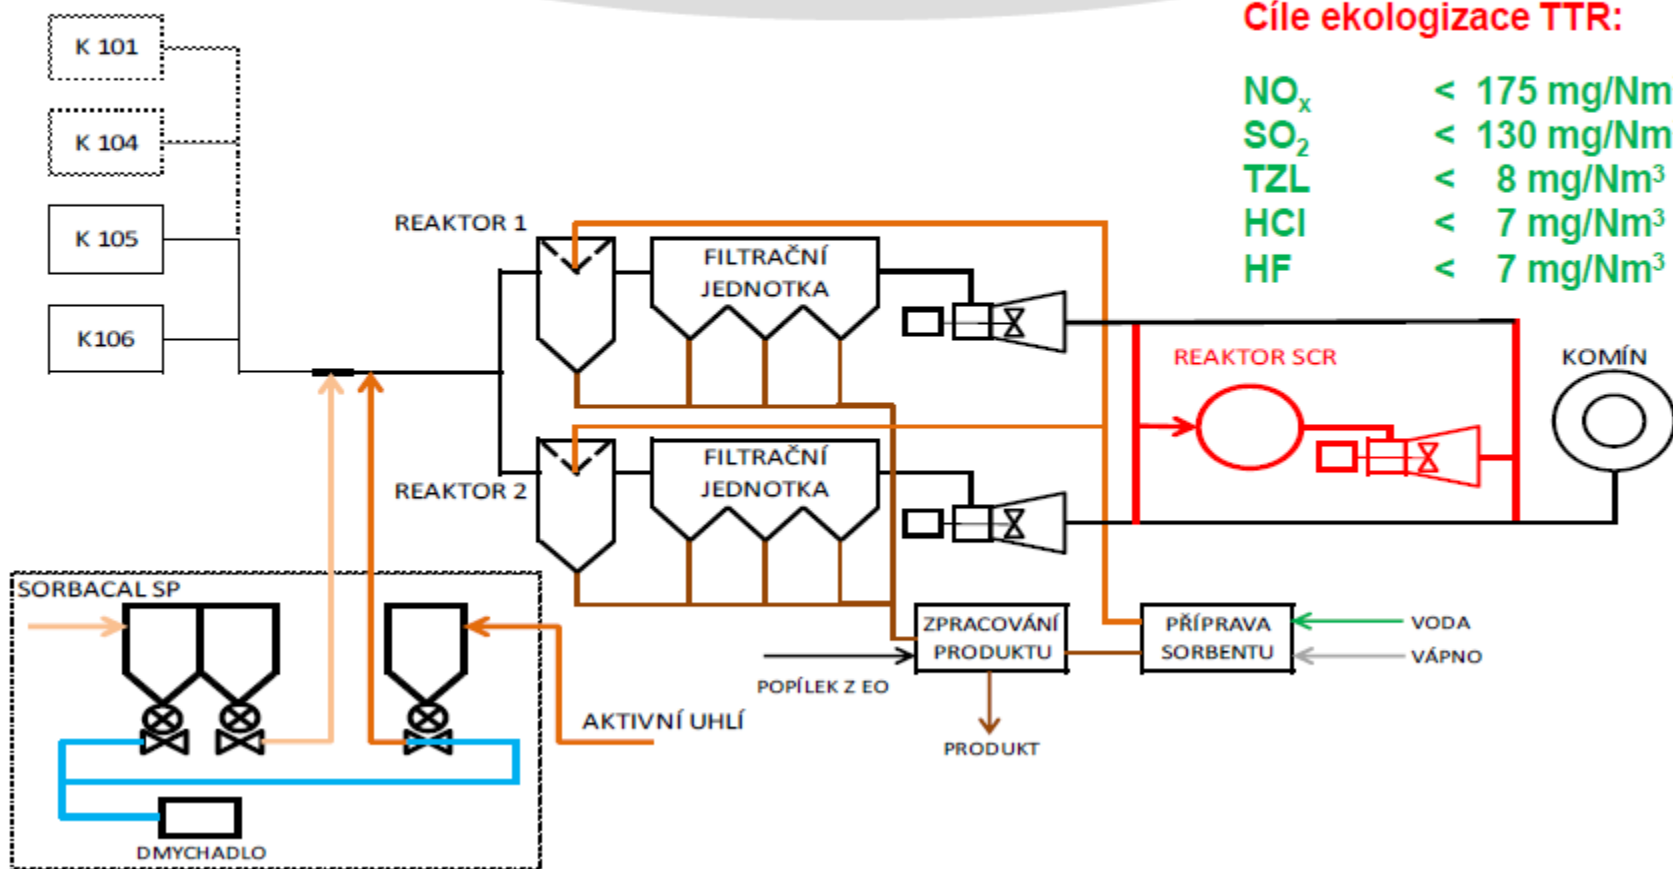 Cíle ekologizace TTR:
NOx < 175 mg/Nm
SO2 < 130 mg/Nm
TZL < 8 mg/Nm³
HCl < 7 mg/Nm³
HF < 7 mg/Nm³
K 101
K 104
K 105
K106
REAKTOR 1
FILTRAČNÍ
JEDNOTKA
REAKTOR SCR
KOMÍN
REAKTOR 2
FILTRAČNÍ
JEDNOTKA
SORBACAL SP
ZPRACOVÁNÍ
PRODUKTU
PŘÍPRAVA
SORBENTU
VODA
VÁPNO
POPÍLEK Z EO
AKTIVNÍ UHLÍ
PRODUKT
DMYCHADLO